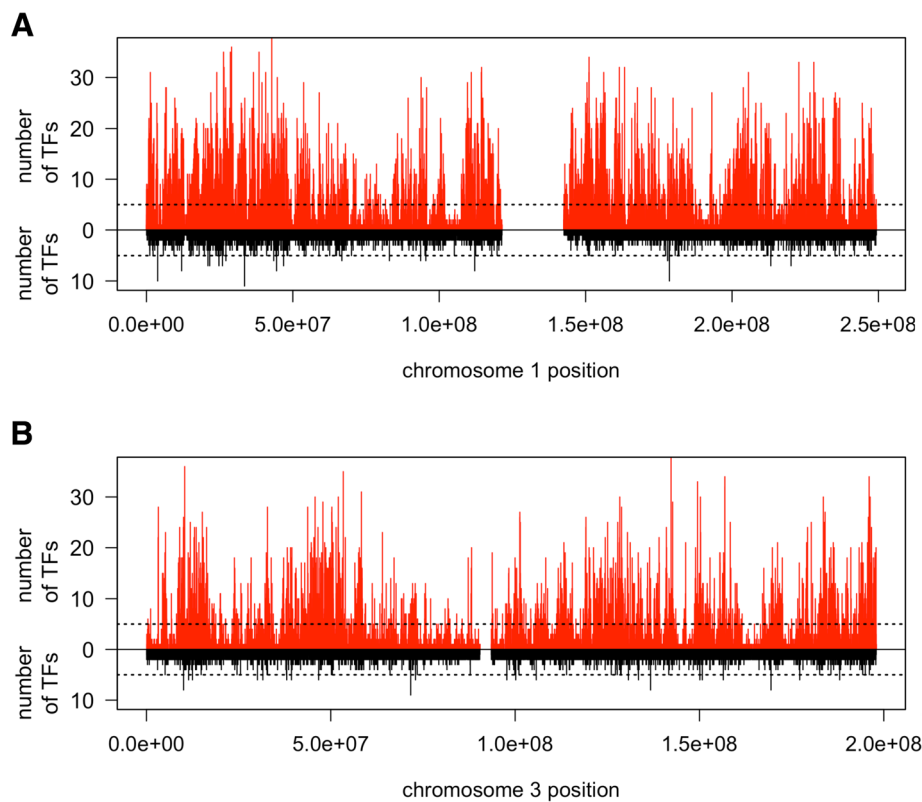 A
number
of TFs
30
20
10
0
number
of TFs
10
0.0e+00 5.0e+07 1.0e+08 1.5e+08 2.0e+08 2.5e+08
chromosome 1 position
B
number
of TFs
30
20
10
0
number
of TFs
10
0.0e+00 5.0e+07 1.0e+08 1.5e+08 2.0e+08
chromosome 3 position